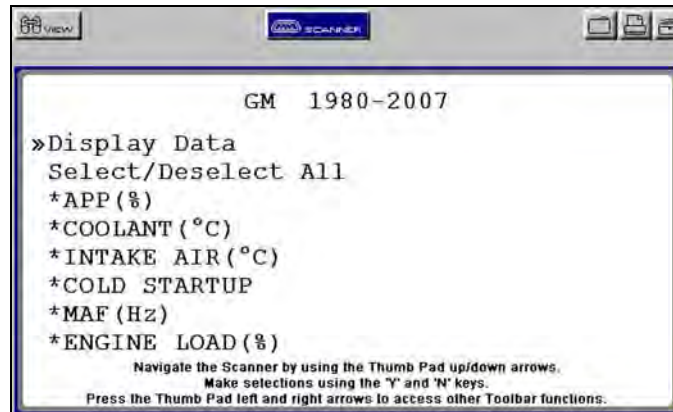 VIEW
SCANNER
GM 1980-2007
»Display Data
Select/Deselect All
*APP(%)
*COOLANT(°C)
*INTAKE AIR(°C)
*COLD STARTUP
*MAF(Hz)
*ENGINE LOAD(%)
Navigate the Scanner by using the Thumb Pad up/down arrows.
Make selections using the 'Y' and 'N' keys.
Press the Thumb Pad left and right arrows to access other Toolbar functions.